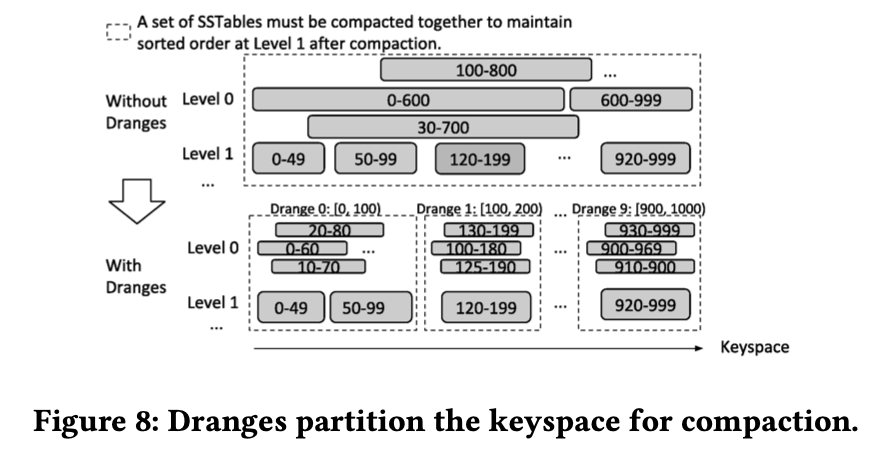 A set of SSTables must be compacted together to maintain
sorted order at Level 1 after compaction.
100-800 ...
Without Dranges
Level 0
0-600 600-999
30-700
Level 1
0-49 50-99 120-199 ... 920-999
...
Drange 0: [0, 100) Drange 1: [100, 200) ... Drange 9: [900, 1000)
With Dranges
Level 0
20-80 130-199 930-999
0-60 ... 100-180 ... 900-969
10-70 125-190 910-900
Level 1
0-49 50-99 120-199 ... 920-999
...
Keyspace
Figure 8: Dranges partition the keyspace for compaction.